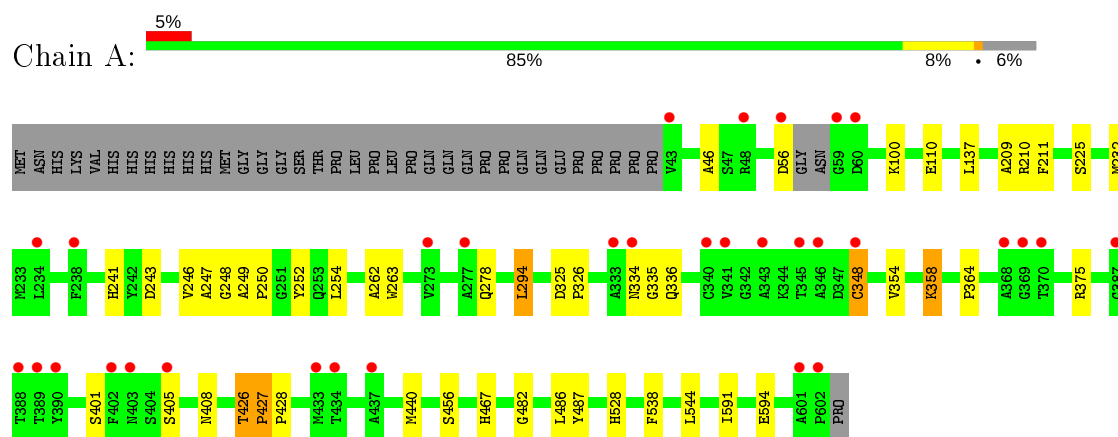 5%
Chain A:
85% 8% • 6%
MET ASN HIS LYS VAL HIS HIS HIS HIS HIS HIS MET GLY GLY GLY SER THR PRO LEU PRO LEU PRO GLN GLN GLN PRO PRO GLN GLN GLU PRO PRO PRO PRO PRO V43 A46 S47 R48 D56 GLY ASN G59 D60 K100 E110 L137 A209 R210 F211 S225 M232
M233 L234 F238 H241 Y242 D243 V246 A247 G248 A249 P250 G251 Y252 Q253 L254 A262 W263 V273 A277 Q278 L294 D325 P326 A333 N334 G335 Q336 C340 V341 G342 A343 K344 T345 A346 D347 C348 V354 K358 P364 A368 G369 T370 R375 G387
T388 T389 Y390 S401 F402 N403 S404 S405 N408 T426 P427 P428 M433 T434 A437 M440 S456 H467 G482 L486 Y487 H528 F538 L544 I591 E594 A601 P602 PRO